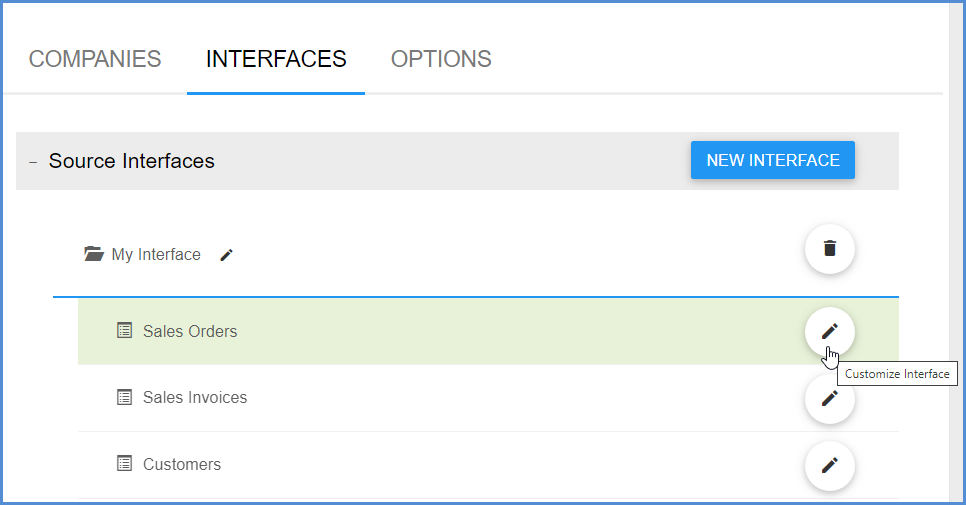 COMPANIES INTERFACES OPTIONS
– Source Interfaces NEW INTERFACE
My Interface
Sales Orders
Customize Interface
Sales Invoices
Customers